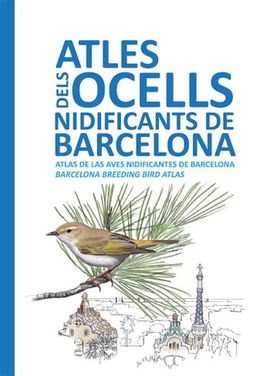 ATLES
DELS OCELLS
NIDIFICANTS DE
BARCELONA
ATLAS DE LAS AVES NIDIFICANTES DE BARCELONA
BARCELONA BREEDING BIRD ATLAS